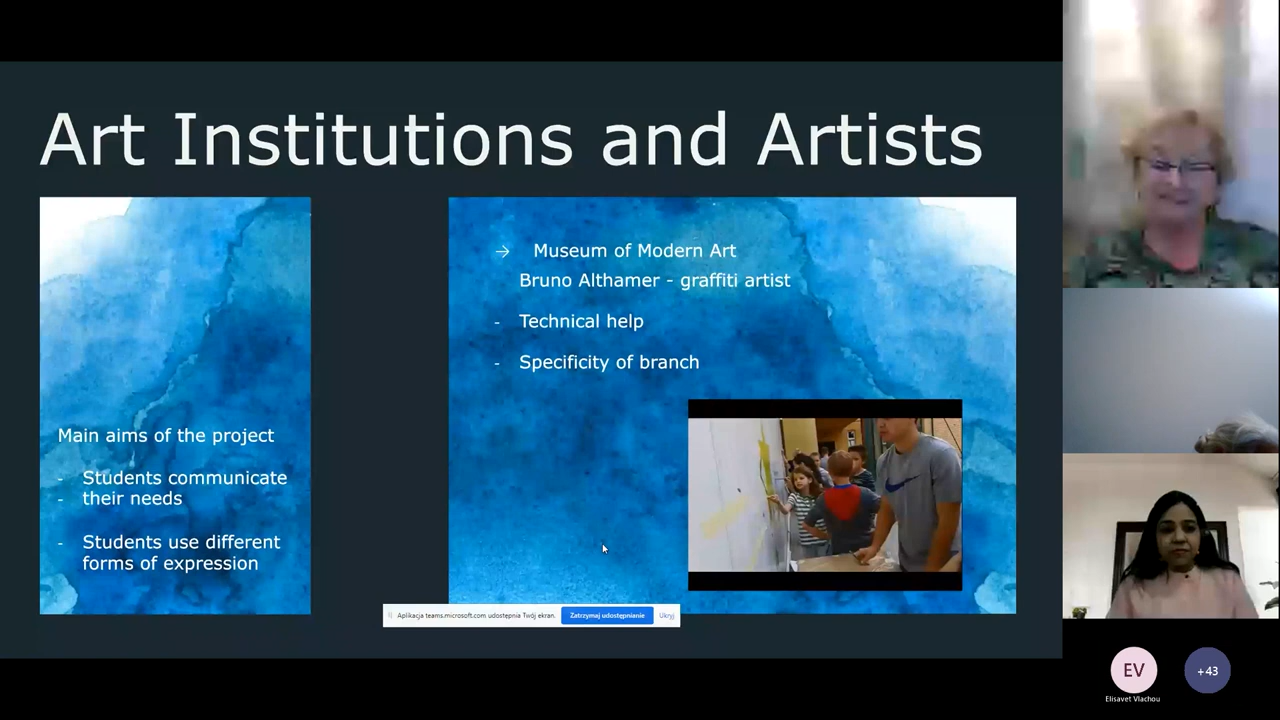 Art Institutions and Artists
Main aims of the project
- Students communicate
- their needs
- Students use different
forms of expression
→ Museum of Modern Art
Bruno Althamer - graffiti artist
- Technical help
- Specificity of branch
Aplikacja teams.microsoft.com udostępnia Twój ekran.
Zatrzymaj udostępnianie
Ukryj
EV
+43
Elisavet Vlachou